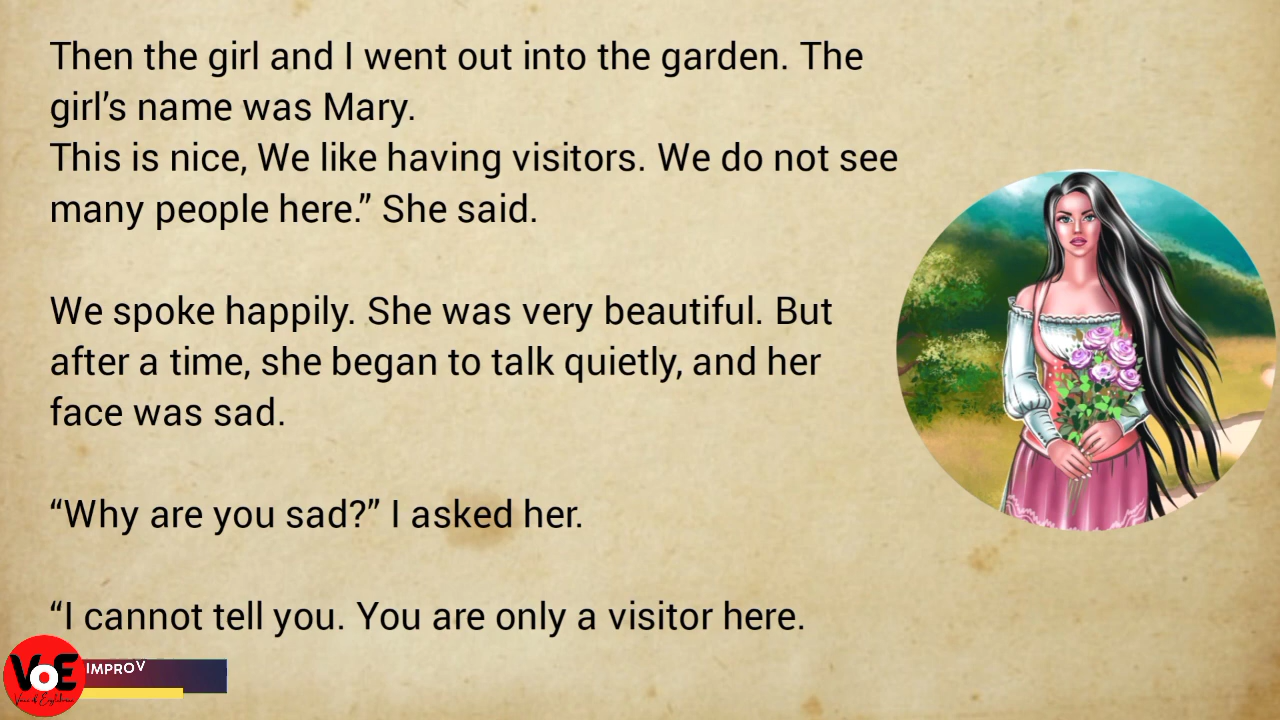 Then the girl and I went out into the garden. The
girl’s name was Mary.
This is nice, We like having visitors. We do not see
many people here.” She said.
We spoke happily. She was very beautiful. But
after a time, she began to talk quietly, and her
face was sad.
“Why are you sad?” I asked her.
“I cannot tell you. You are only a visitor here.
VOE
IMPROV